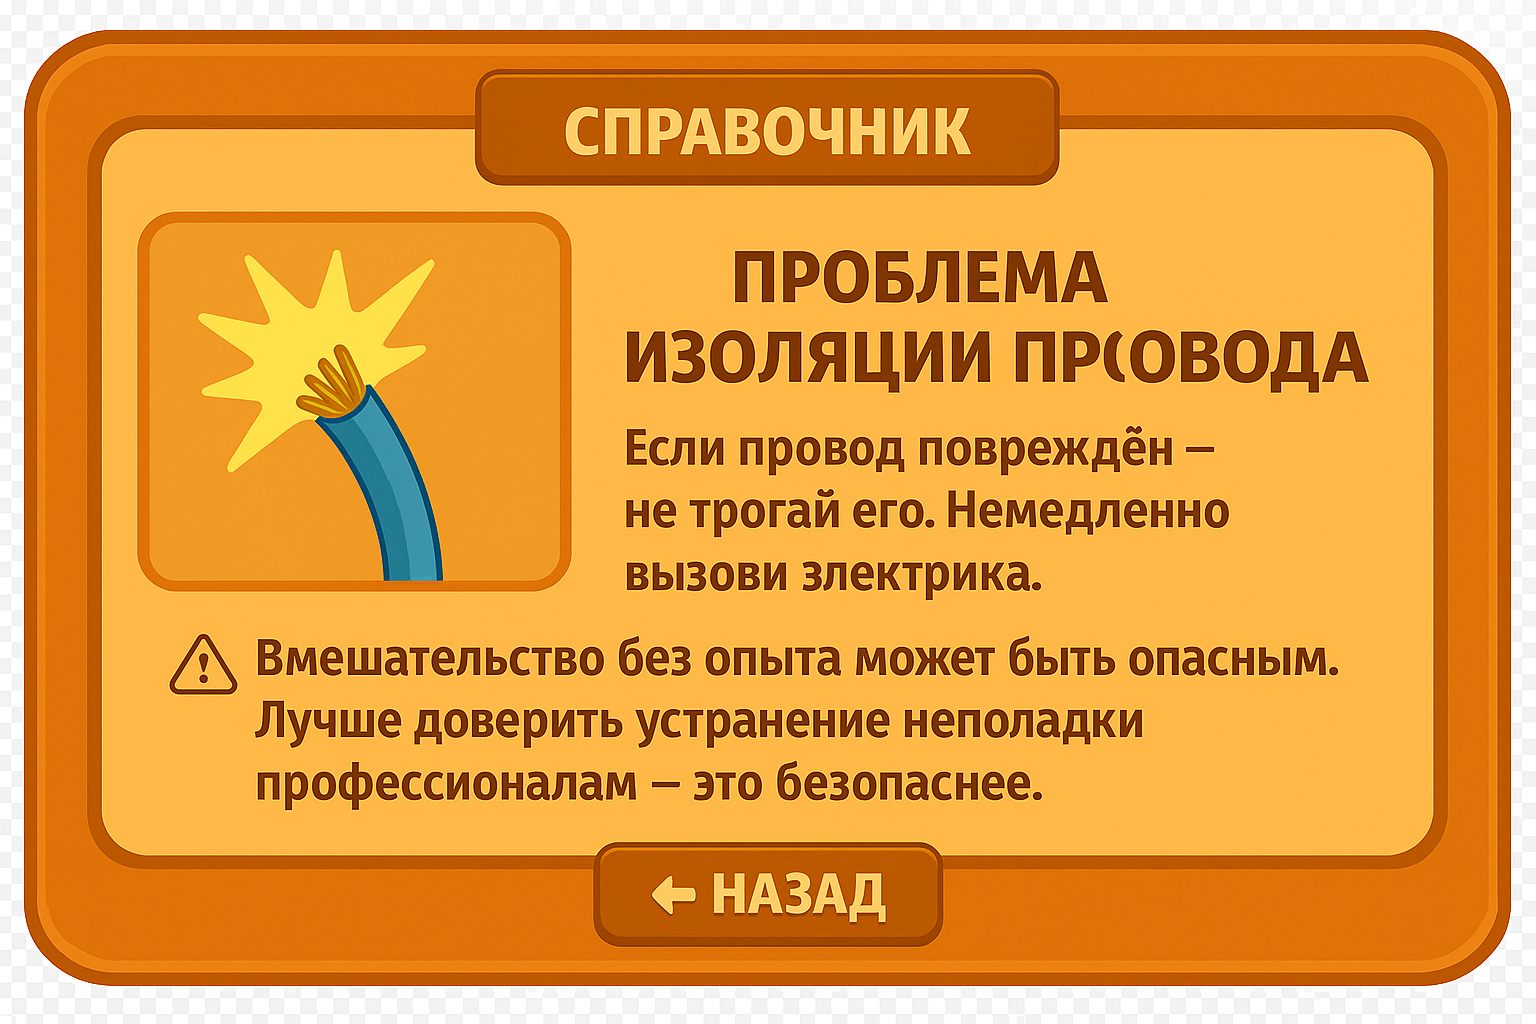 СПРАВОЧНИК
ПРОБЛЕМА
ИЗОЛЯЦИИ ПР(ОВОДА
Если провод повреждẽн –
не трогай его. Немедленно
вызови злектрика.
Вмешательство без опыта может быть опасным.
Лучше доверить устранение неполадки
профессионалам – это безопаснее.
НАЗАД